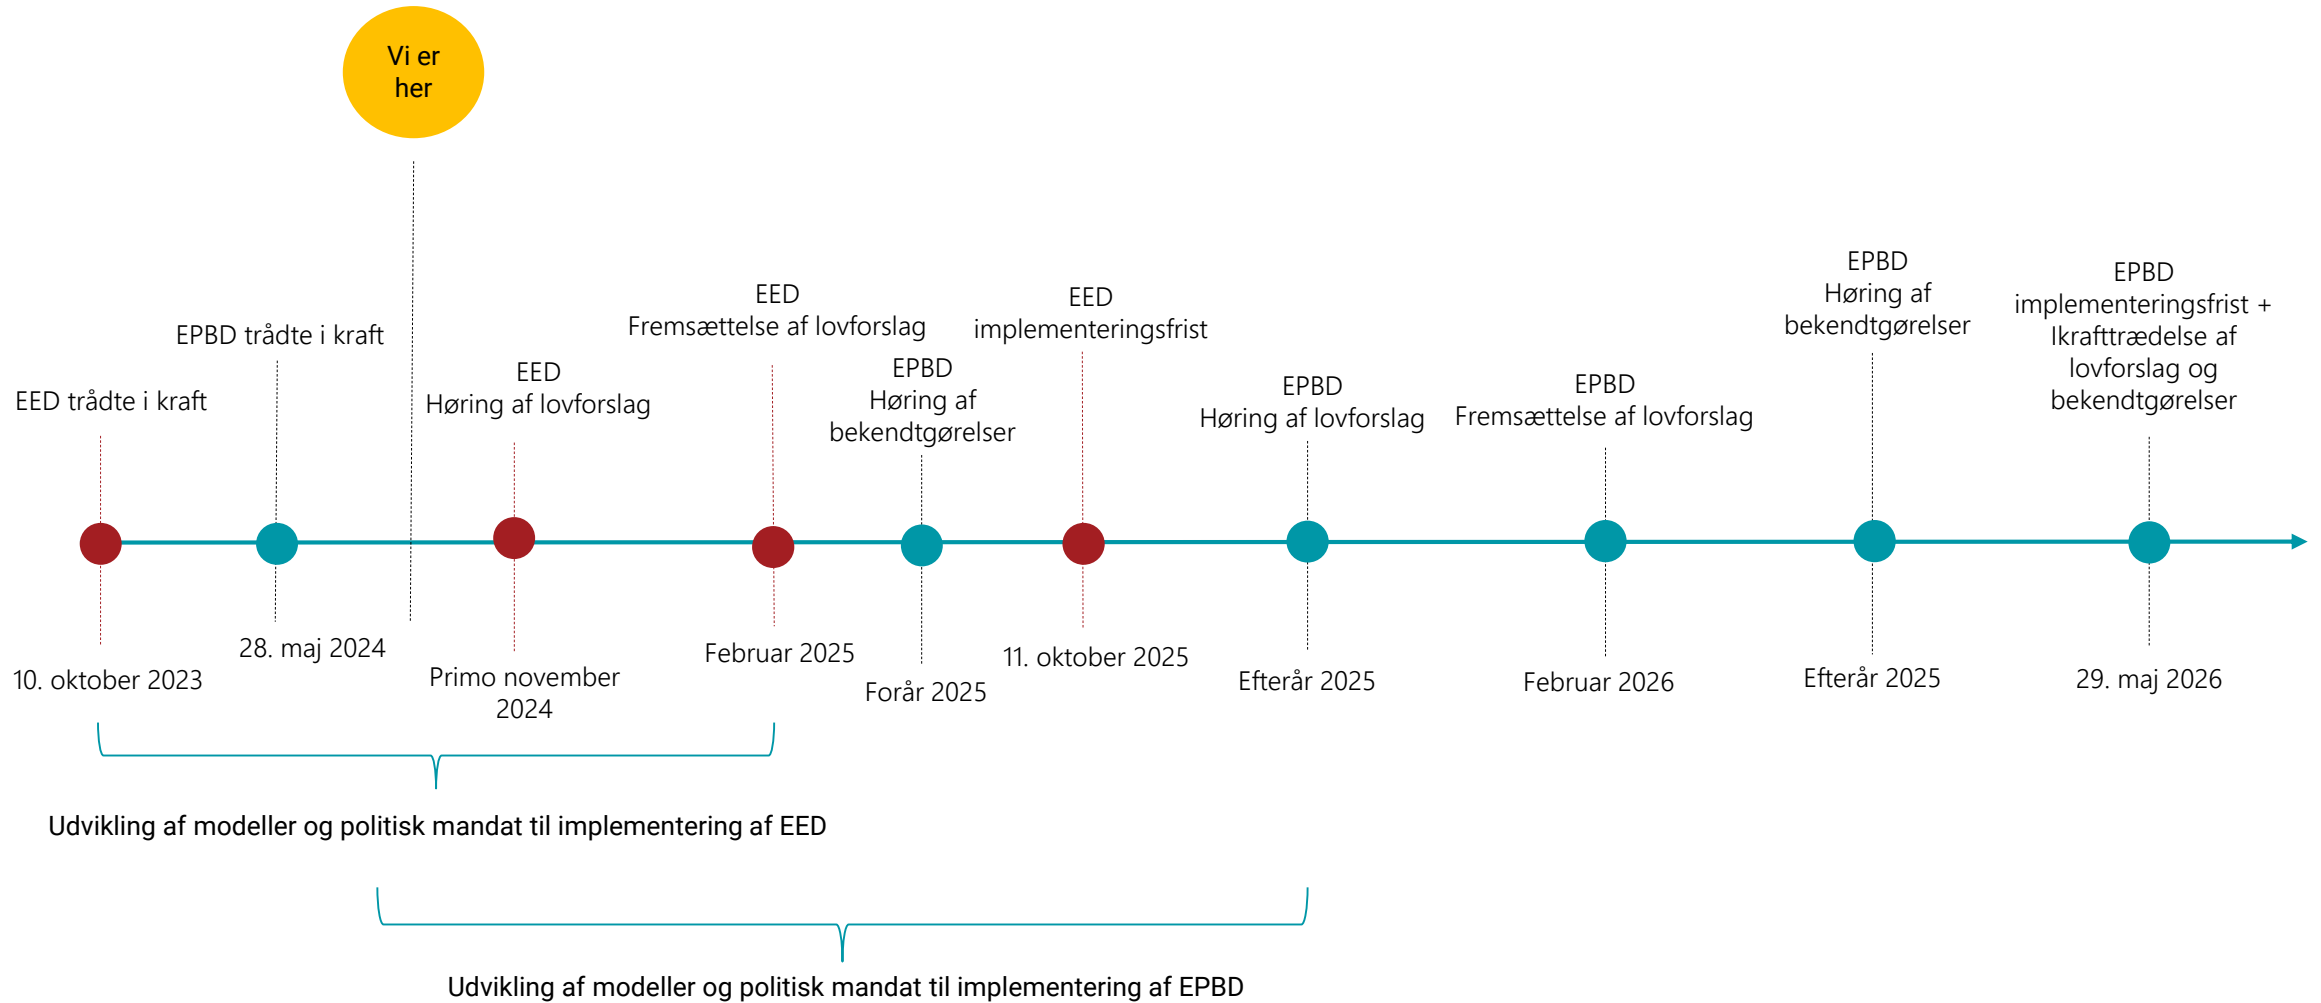 Vi er
her
EED trådte i kraft
10. oktober 2023
EPBD trådte i kraft
28. maj 2024
EED
Høring af lovforslag
Primo november
2024
EED
Fremsættelse af lovforslag
Februar 2025
EPBD
Høring af
bekendtgørelser
Forår 2025
EED
implementeringsfrist
11. oktober 2025
EPBD
Høring af lovforslag
Efterår 2025
EPBD
Fremsættelse af lovforslag
Februar 2026
EPBD
Høring af
bekendtgørelser
Efterår 2025
EPBD
implementeringsfrist +
Ikrafttrædelse af
lovforslag og
bekendtgørelser
29. maj 2026
Udvikling af modeller og politisk mandat til implementering af EED
Udvikling af modeller og politisk mandat til implementering af EPBD